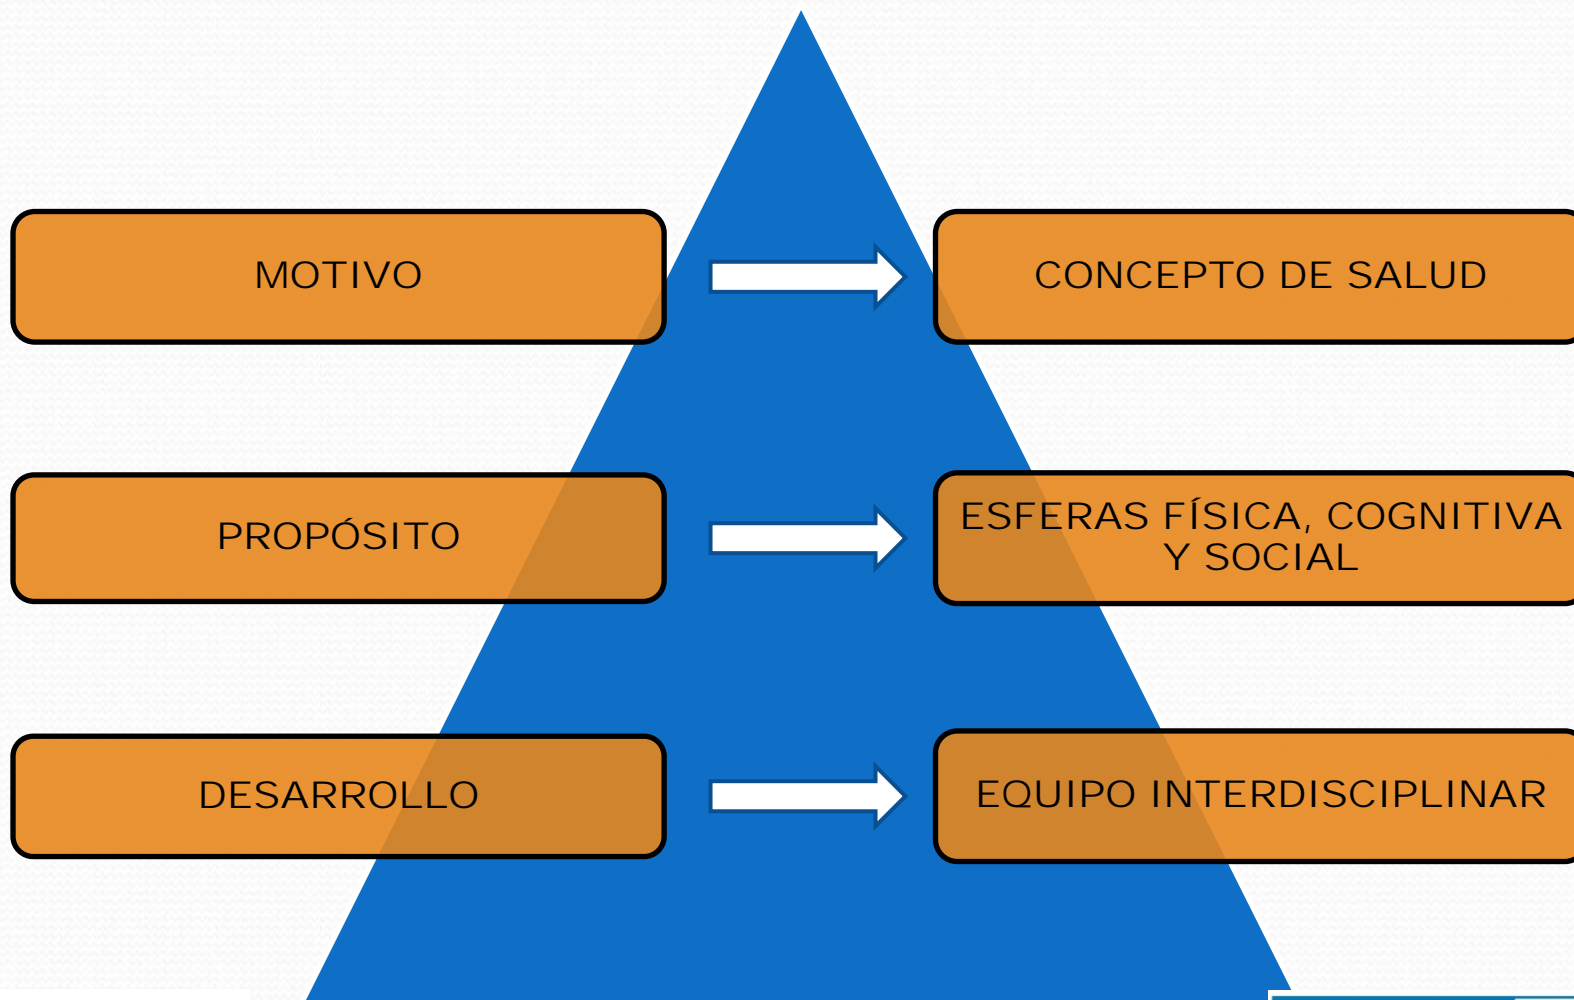 MOTIVO
CONCEPTO DE SALUD
PROPÓSITO
ESFERAS FÍSICA, COGNITIVA
Y SOCIAL
DESARROLLO
EQUIPO INTERDISCIPLINAR